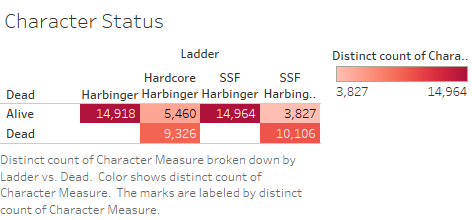 Character Status
Ladder
Distinct count of Chara..
Hardcore SSF SSF
Dead Harbinger Harbinger Harbinger Harbing..
3,827 14,964
Alive 14,918 5,460 14,964 3,827
Dead 9,326 10,106
Distinct count of Character Measure broken down by
Ladder vs. Dead. Color shows distinct count of
Character Measure. The marks are labeled by distinct
count of Character Measure.